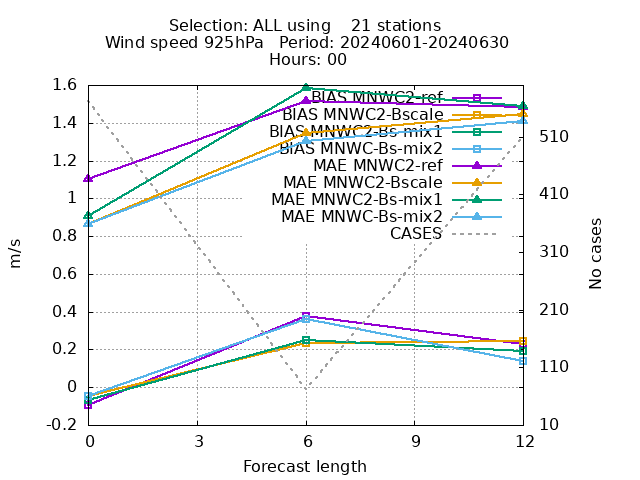 Selection: ALL using    21 stations
Wind speed 925hPa   Period: 20240601-20240630
Hours: 00
1.6
1.4
1.2
1
0.8
0.6
0.4
0.2
0
-0.2
m/s
BIAS MNWC2-ref
BIAS MNWC2-Bscale
BIAS MNWC2-Bs-mix1
BIAS MNWC-Bs-mix2
MAE MNWC2-ref
MAE MNWC2-Bscale
MAE MNWC2-Bs-mix1
MAE MNWC-Bs-mix2
CASES
510
410
310
210
110
10
No cases
0 3 6 9 12
Forecast length